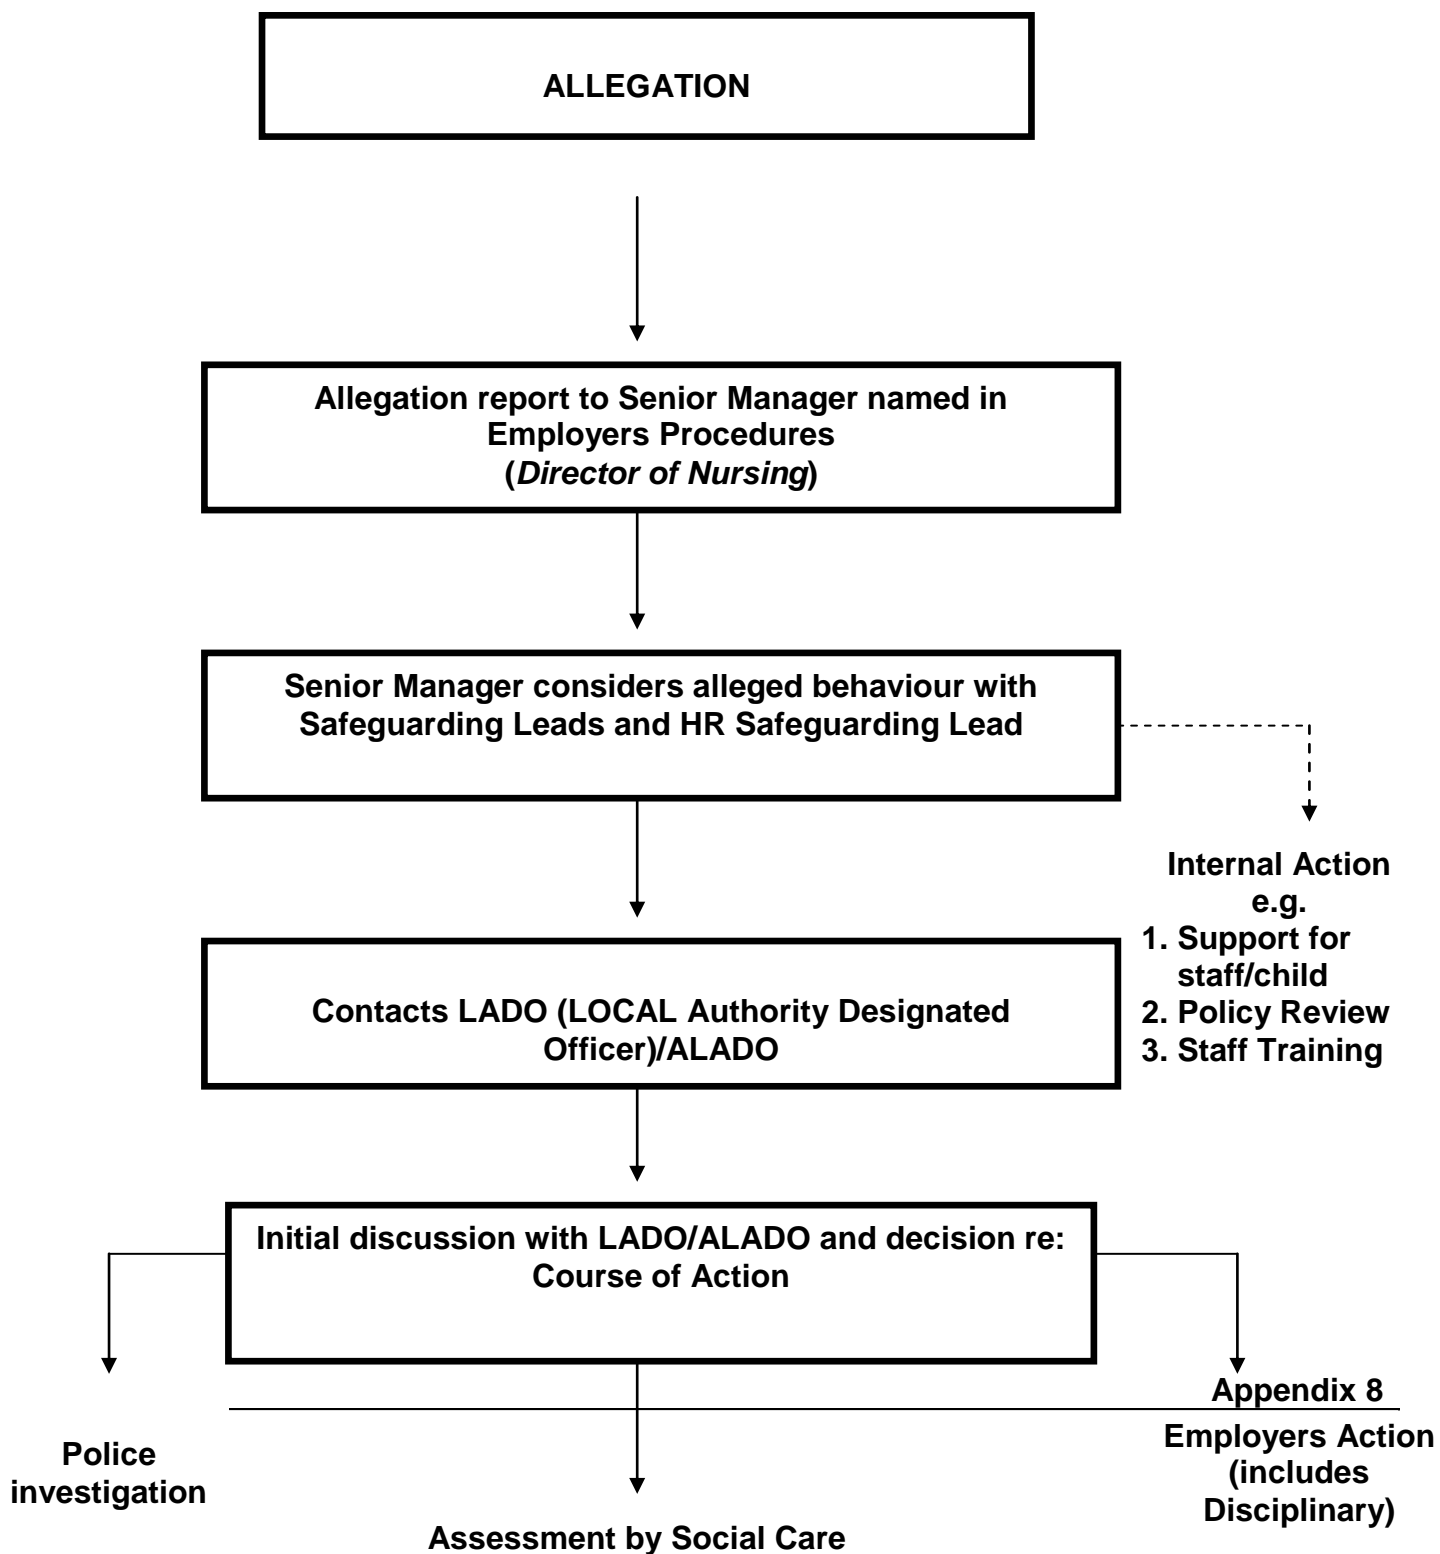 ALLEGATION
Allegation report to Senior Manager named in
Employers Procedures
(Director of Nursing)
Senior Manager considers alleged behaviour with
Safeguarding Leads and HR Safeguarding Lead
Internal Action
e.g.
1. Support for
staff/child
2. Policy Review
3. Staff Training
Contacts LADO (LOCAL Authority Designated
Officer)/ALADO
Initial discussion with LADO/ALADO and decision re:
Course of Action
Appendix 8
Police
investigation
Employers Action
(includes
Disciplinary)
Assessment by Social Care